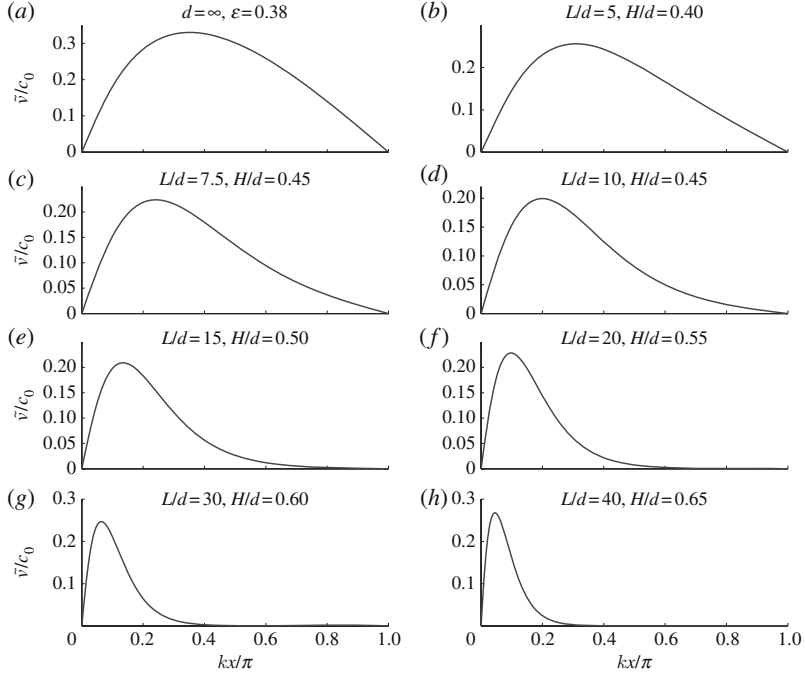 (a) d=∞, ε=0.38
0.3
0.2
0.1
0
ṽ/c₀
(b) L/d=5, H/d=0.40
0.2
0.1
0
(c) L/d=7.5, H/d=0.45
0.20
0.15
0.10
0.05
0
ṽ/c₀
(d) L/d=10, H/d=0.45
0.20
0.15
0.10
0.05
0
(e) L/d=15, H/d=0.50
0.20
0.15
0.10
0.05
0
ṽ/c₀
(f) L/d=20, H/d=0.55
0.20
0.15
0.10
0.05
0
(g) L/d=30, H/d=0.60
0.3
0.2
0.1
ṽ/c₀
0 0.2 0.4 0.6 0.8 1.0
kx/π
(h) L/d=40, H/d=0.65
0.3
0.2
0.1
0 0.2 0.4 0.6 0.8 1.0
kx/π